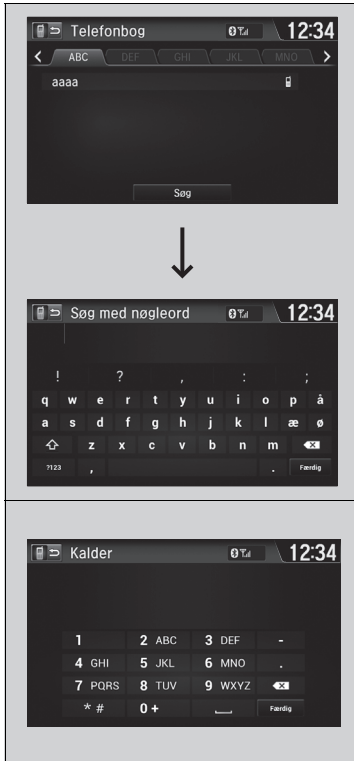 Telefonbog 12:34
ABC DEF GHI JKL MNO
aaaa
Søg
Søg med nøgleord 12:34
! ? , : ;
q w e r t y u i o p å
a s d f g h j k l æ ø
z x c v b n m
?123 , . Færdig
Kalder 12:34
1 2 ABC 3 DEF -
4 GHI 5 JKL 6 MNO .
7 PQRS 8 TUV 9 WXYZ
* # 0 + Færdig